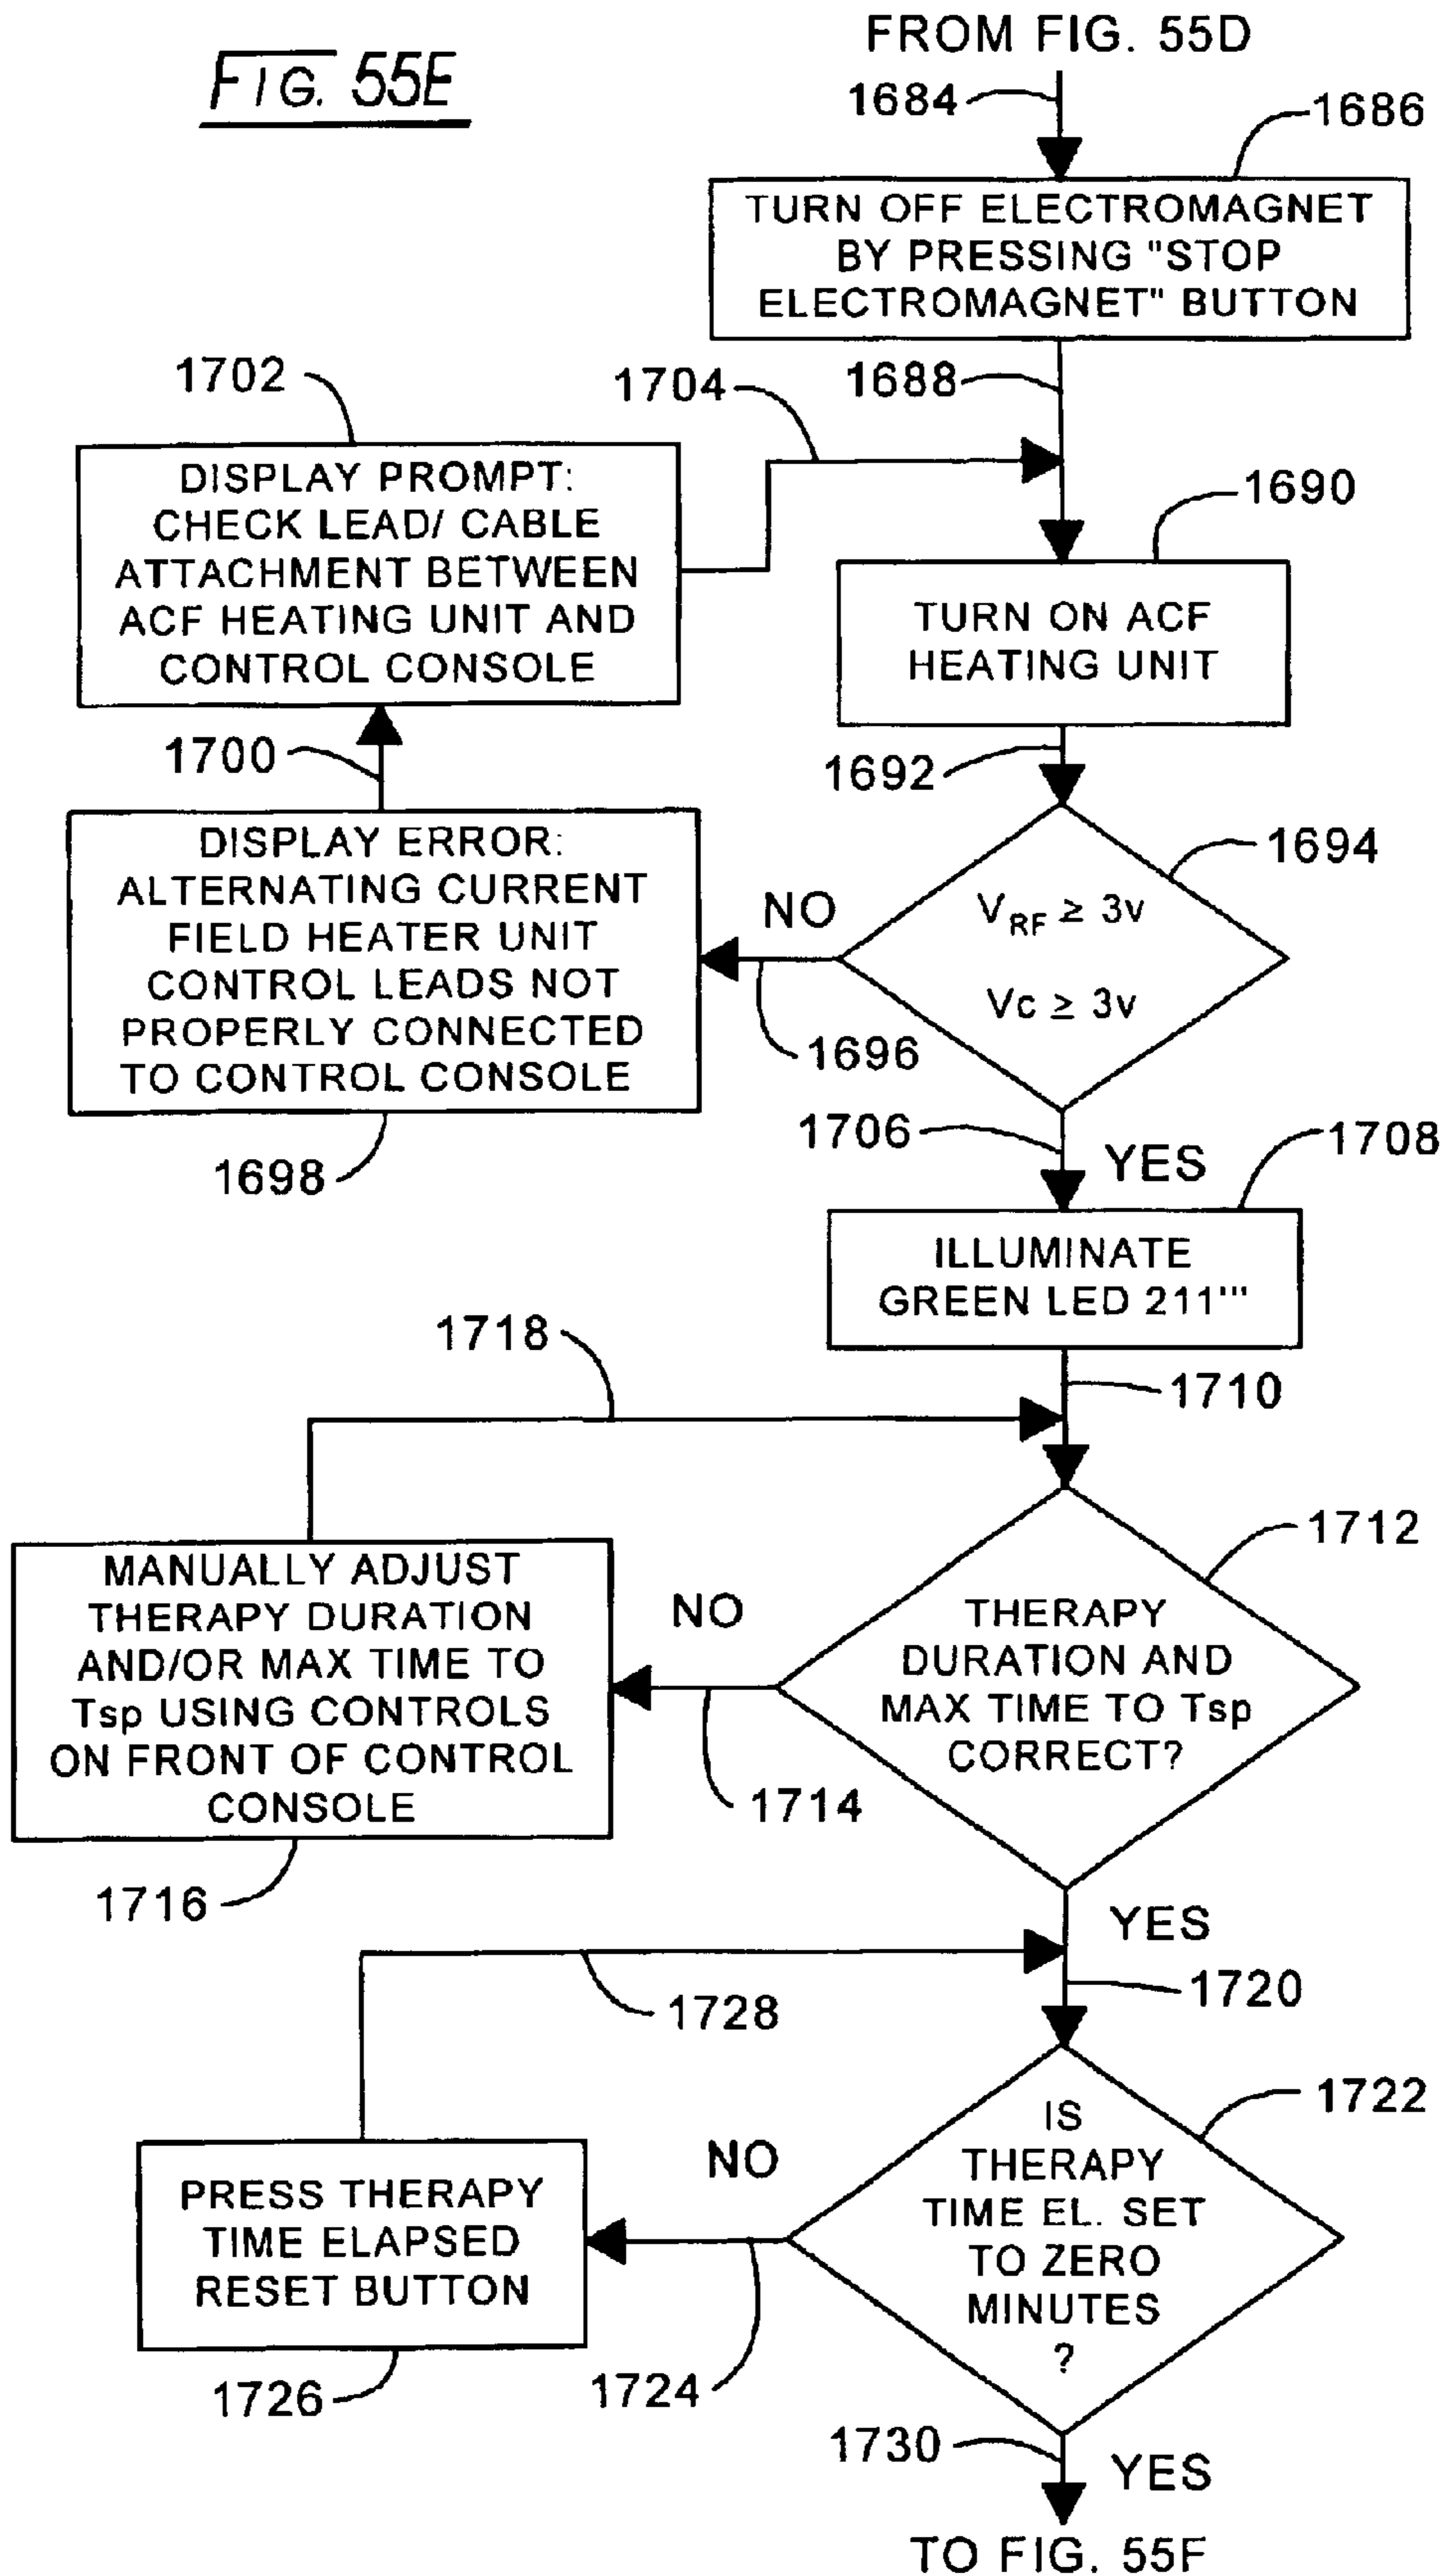 FIG. 55E
FROM FIG. 55D
1684
1686
TURN OFF ELECTROMAGNET
BY PRESSING "STOP
ELECTROMAGNET" BUTTON
1688
1702
1704
DISPLAY PROMPT:
CHECK LEAD/ CABLE
ATTACHMENT BETWEEN
ACF HEATING UNIT AND
CONTROL CONSOLE
1690
TURN ON ACF
HEATING UNIT
1700
1692
DISPLAY ERROR:
ALTERNATING CURRENT
FIELD HEATER UNIT
CONTROL LEADS NOT
PROPERLY CONNECTED
TO CONTROL CONSOLE
1698
NO
1696
1694
VRF ≥ 3v
Vc ≥ 3v
1706
YES
1708
ILLUMINATE
GREEN LED 211'''
1710
1718
1712
THERAPY
DURATION AND
MAX TIME TO Tsp
CORRECT?
NO
1714
MANUALLY ADJUST
THERAPY DURATION
AND/OR MAX TIME TO
Tsp USING CONTROLS
ON FRONT OF CONTROL
CONSOLE
1716
YES
1720
1728
1722
IS
THERAPY
TIME EL. SET
TO ZERO
MINUTES
?
NO
1724
PRESS THERAPY
TIME ELAPSED
RESET BUTTON
1726
1730
YES
TO FIG. 55F